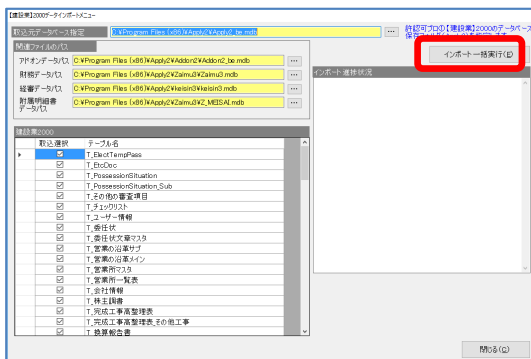 【建設業】2000データインポートメニュー
取込元データベース指定 C:¥Program Files (x86)¥Apply2¥Apply2_be.mdb ... 許認可プロの【建設業】2000のデータベース
関連ファイルのパス
アドオンデータパス C:¥Program Files (x86)¥Apply2¥Addon2¥Addon2_be.mdb ...
財務データパス C:¥Program Files (x86)¥Apply2¥Zaimu3¥Zaimu3.mdb ...
経審データパス C:¥Program Files (x86)¥Apply2¥keisin3¥keisin3.mdb ...
附属明細書
データパス C:¥Program Files (x86)¥Apply2¥Zaimu3¥Z_MEISAI.mdb ...
インポート一括実行(E)
インポート進捗状況
建設業2000
取込選択 テーブル名
T_ElectTempPass
T_EtcDoc
T_PossessionSituation
T_PossessionSituation_Sub
T_その他の審査項目
T_チェックリスト
T_ユーザー情報
T_委任状
T_委任状文章マスタ
T_営業の沿革サブ
T_営業の沿革メイン
T_営業所マスタ
T_営業所一覧表
T_会社情報
T_株主調書
T_完成工事高整理表
T_完成工事高整理表_その他工事
T_換算報告書
閉じる(C)